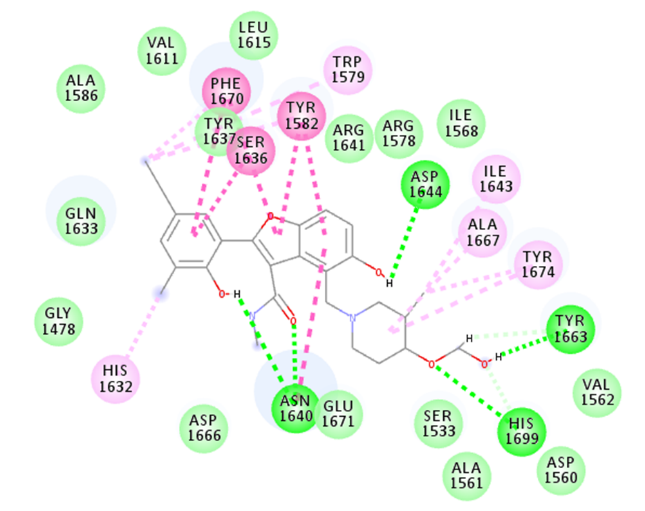 LEU
1615
VAL
1611
TRP
1579
ALA
1586
PHE
1670
TYR
1582
TYR
1637
SER
1636
ARG
1641
ARG
1578
ILE
1568
ASP
1644
ILE
1643
GLN
1633
ALA
1667
TYR
1674
O
O
H
O
H
N
N
O
H
H
O
O
GLY
1478
TYR
1663
HIS
1632
VAL
1562
ASN
1640
GLU
1671
ASP
1666
SER
1533
HIS
1699
ALA
1561
ASP
1560